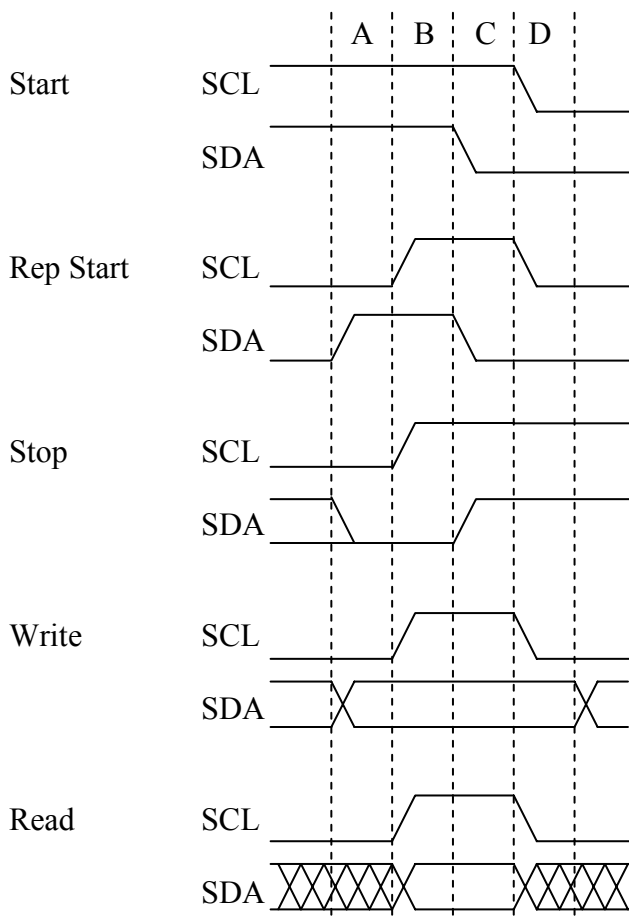 A B C D
Start SCL
SDA
Rep Start SCL
SDA
Stop SCL
SDA
Write SCL
SDA
Read SCL
SDA